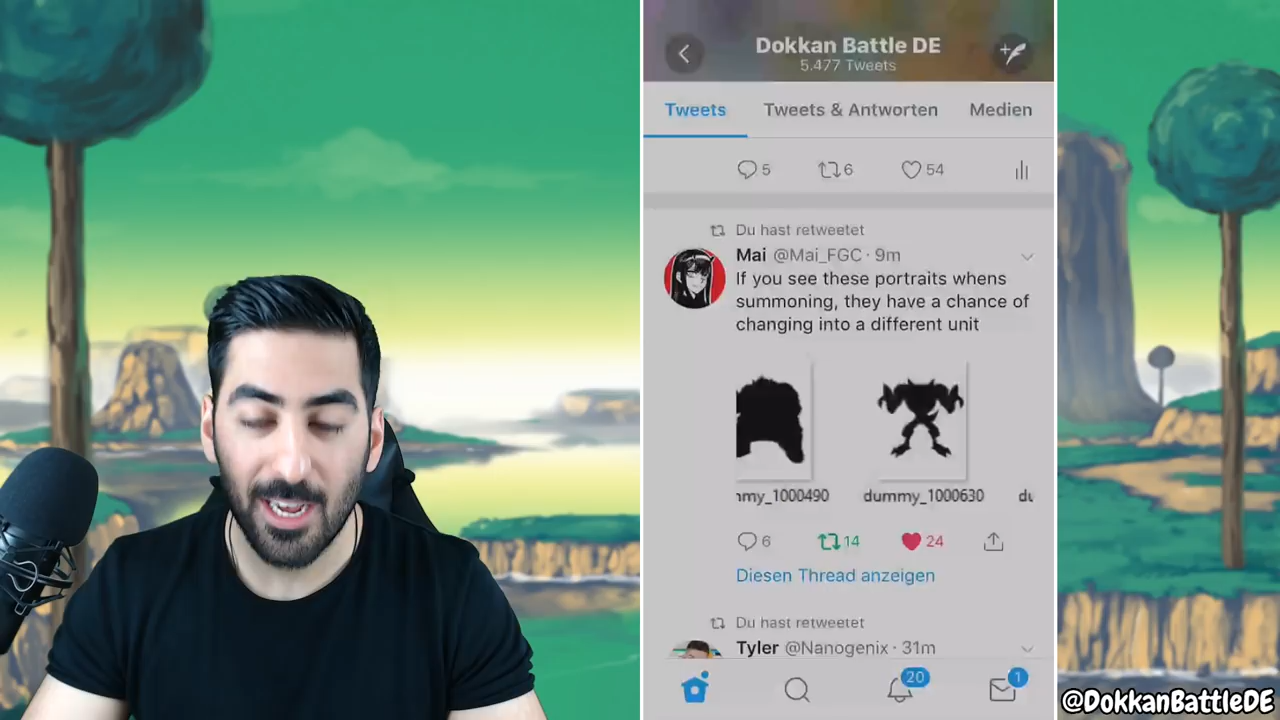 Dokkan Battle DE
5.477 Tweets
Tweets
Tweets & Antworten
Medien
5
6
54
Du hast retweetet
Mai @Mai_FGC · 9m
If you see these portraits whens
summoning, they have a chance of
changing into a different unit
my_1000490
dummy_1000630
du
6
14
24
Diesen Thread anzeigen
Du hast retweetet
Tyler @Nanogenix · 31m
20
1
@DokkanBattleDE